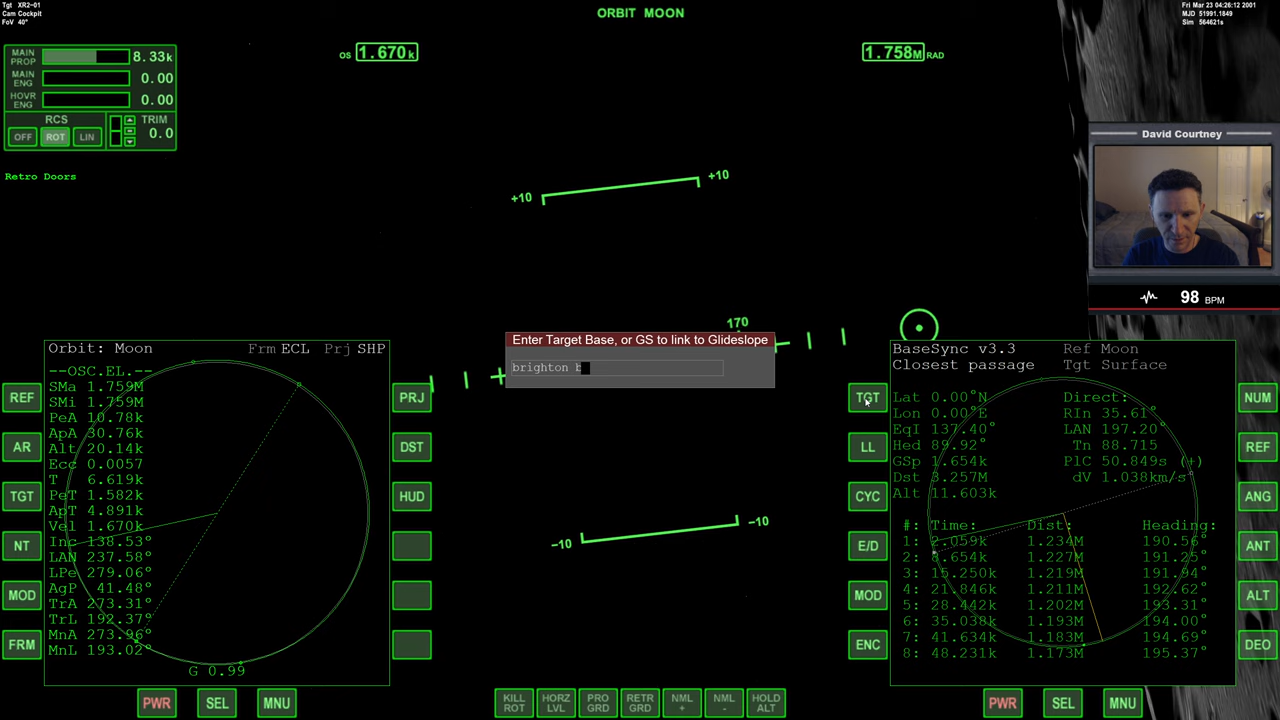 Tgt XR2-01
Cam Cockpit
FoV 40°
ORBIT MOON
Fri Mar 23 04:26:12 2001
MJD 51991.1849
Sim 564621s
MAIN PROP 8.33k
MAIN ENG 0.00
HOVR ENG 0.00
RCS TRIM
OFF ROT LIN 0.0
Retro Doors
OS 1.670k
1.758M RAD
+10 +10
170
-10 -10
David Courtney
98 BPM
Enter Target Base, or GS to link to Glideslope
brighton b
Orbit: Moon Frm ECL Prj SHP
--OSC.EL.--
SMa 1.759M
SMi 1.759M
PeA 10.78k
ApA 30.76k
Alt 20.14k
Ecc 0.0057
T 6.619k
PeT 1.582k
ApT 4.891k
Vel 1.670k
Inc 138.53°
LAN 237.58°
LPe 279.06°
AgP 41.48°
TrA 273.31°
TrL 192.37°
MnA 273.96°
MnL 193.02°
G 0.99
REF
AR
TGT
NT
MOD
FRM
PRJ
DST
HUD
PWR SEL MNU
KILL ROT
HORZ LVL
PRO GRD
RETR GRD
NML +
NML -
HOLD ALT
BaseSync v3.3 Ref Moon
Closest passage Tgt Surface
Lat 0.00°N Direct:
Lon 0.00°E RIn 35.61°
EqI 137.40° LAN 197.20°
Hed 89.92° Tn 88.715
GSp 1.654k PlC 50.849s (+)
Dst 3.257M dV 1.038km/s
Alt 11.603k
#: Time: Dist: Heading:
1: 2.059k 1.234M 190.56°
2: 8.654k 1.227M 191.25°
3: 15.250k 1.219M 191.94°
4: 21.846k 1.211M 192.62°
5: 28.442k 1.202M 193.31°
6: 35.038k 1.193M 194.00°
7: 41.634k 1.183M 194.69°
8: 48.231k 1.173M 195.37°
TGT
LL
CYC
E/D
MOD
ENC
NUM
REF
ANG
ANT
ALT
DEO
PWR SEL MNU